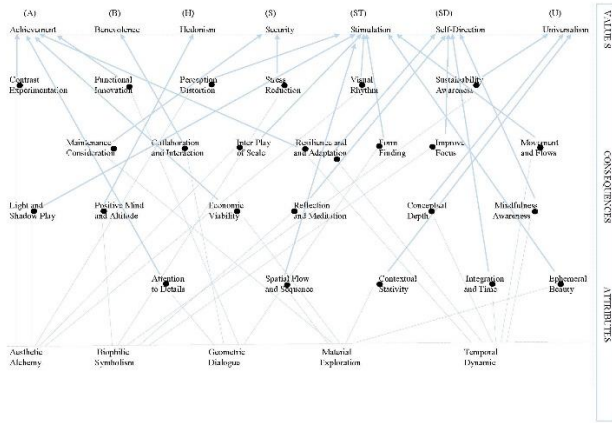 (A) (B) (H) (S) (ST) (SD) (U)
Achievement Benevolence Hedonism Security Stimulation Self-Direction Universalism
VALUES
Contrast Functional Perception Stress Visual Sustainability
Experimentation Innovation Distortion Reduction Rhythm Awareness
Maintenance Collaboration Inter Play Resilience and Form Improve Movment
Consideration and Interaction of Scale and Adaptation Finding Focus and Flows
CONSEQUENCES
Light and Positive Mind Economic Reflection Conceptual Mindfulness
Shadow Play and Altitude Viability and Meditation Depth Awareness
Attention Spatial Flow Contextual Integration Ephemeral
to Details and Sequence Stativity and Time Beauty
ATTRIBUTES
Aesthetic Biophilic Geometric Material Temporal
Alchemy Symbolism Dialogue Exploration Dynamic